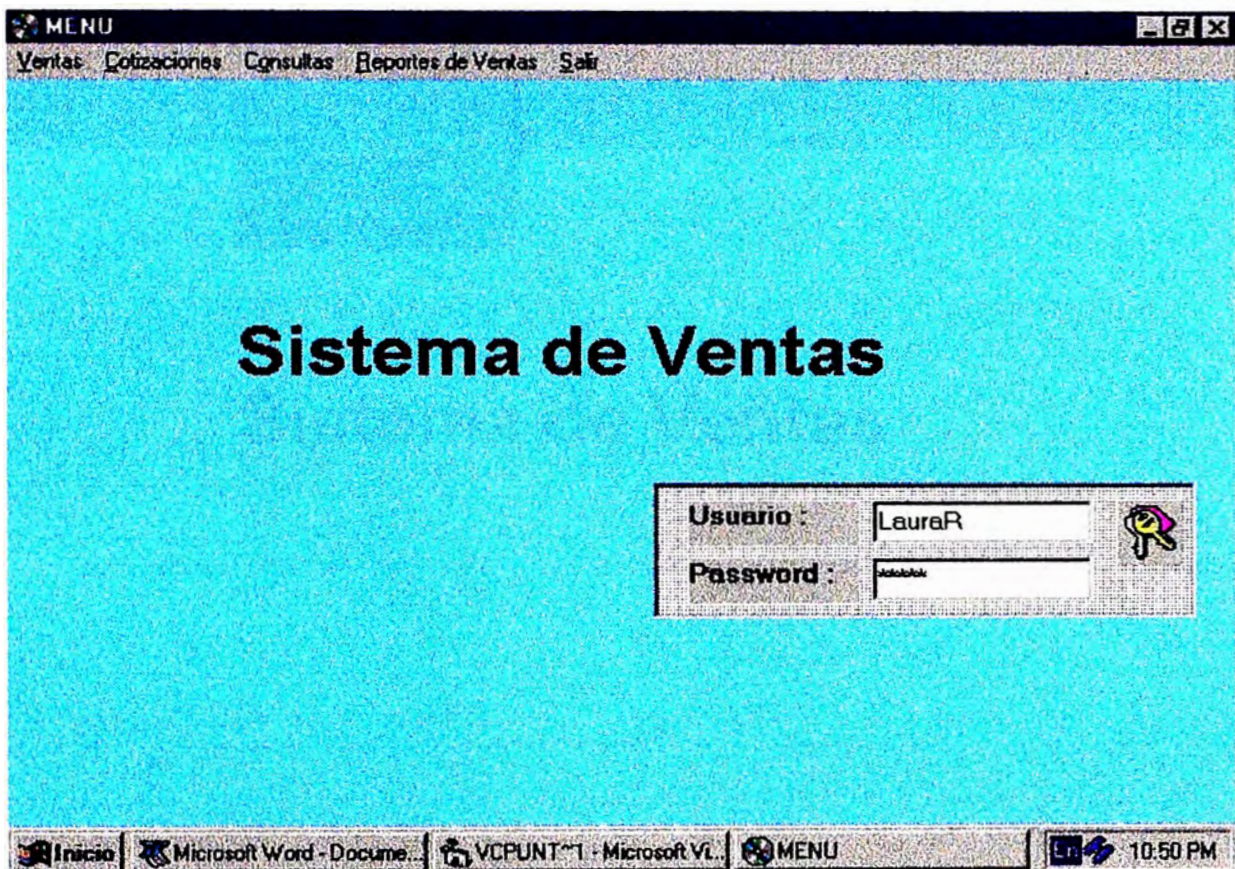 MENU
Ventas Cotizaciones Consultas Reportes de Ventas Salir
Sistema de Ventas
Usuario : LauraR
Password : *****
Inicio Microsoft Word - Docume... VCPUNT~1 - Microsoft Vi... MENU En 10:50 PM